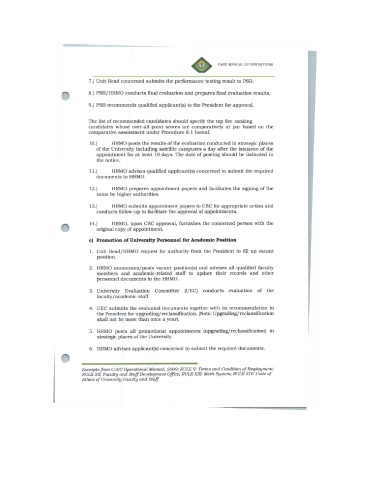 CVSU MANUAL OF OPERATIONS
7.) Unit Head concerned submits the performance testing result to PSB.
8.) PSB/HRMO conducts final evaluation and prepares final evaluation results.
9.) PSB recommends qualified applicant(s) to the President for approval.
The list of recommended candidates should specify the top five ranking
candidates whose over-all point scores are comparatively at par based on the
comparative assessment under Procedure 8.1 hereof.
10.) HRMO posts the results of the evaluation conducted in strategic places
of the University including satellite campuses a day after the issuance of the
appointment for at least 10 days. The date of posting should be indicated in
the notice.
11.) HRMO advises qualified applicant(s) concerned to submit the required
documents to HRMO.
12.) HRMO prepares appointment papers and facilitates the signing of the
same by higher authorities.
13.) HRMO submits appointment papers to CSC for appropriate action and
conducts follow-up to facilitate the approval of appointments.
14.) HRMO, upon CSC approval, furnishes the concerned person with the
original copy of appointment.
c) Promotion of University Personnel for Academic Position
1. Unit Head/HRMO request for authority from the President to fill up vacant
position.
2. HRMO announces/posts vacant position(s) and advises all qualified faculty
members and academic-related staff to update their records and other
personnel documents in the HRMO.
3. University Evaluation Committee (UEC) conducts evaluation of the
faculty/academic staff.
4. UEC submits the evaluated documents together with its recommendation to
the President for upgrading/reclassification. (Note: Upgrading/reclassification
shall not be more than once a year).
5. HRMO posts all promotional appointments (upgrading/reclassification) in
strategic places of the University.
6. HRMO advises applicant(s) concerned to submit the required documents.
Excerpts from CvSU Operational Manual, 2009: RULE V: Terms and Condition of Employment;
RULE XII: Faculty and Staff Development Office; RULE XIII: Merit System; RULE XIV: Code of
Ethics of University Faculty and Staff